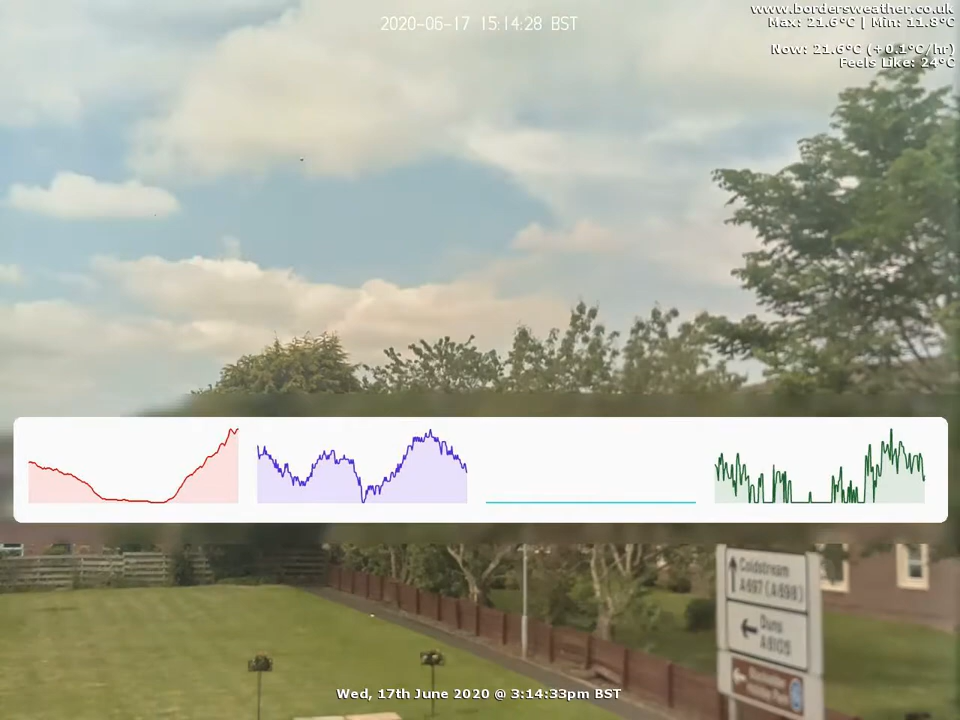 2020-06-17 15:14:28 BST
www.bordersweather.co.uk
Max: 21.6°C | Min: 11.8°C
Now: 21.6°C (+0.1°C/hr)
Feels Like: 24°C
Coldstream
A697 (A698)
Duns
A6105
Wed, 17th June 2020 @ 3:14:33pm BST